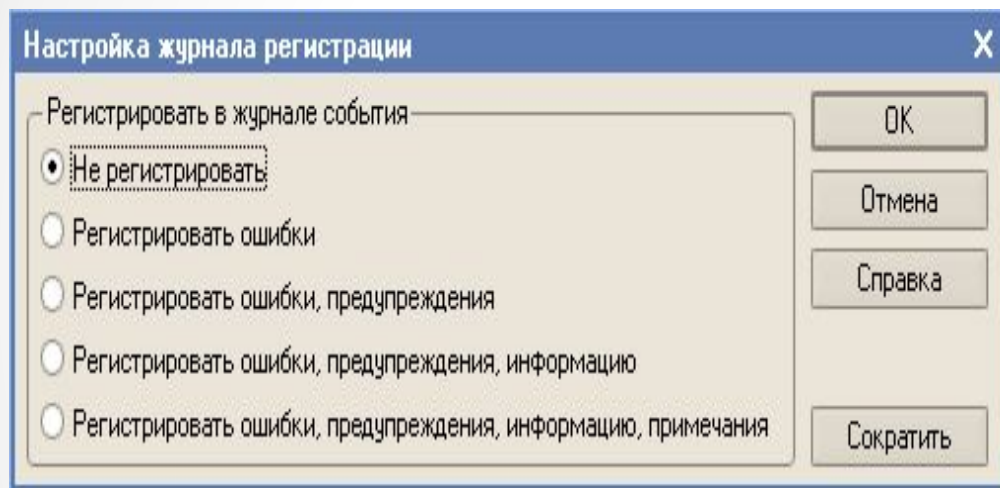 Настройка журнала регистрации
X
Регистрировать в журнале события
Не регистрировать
Регистрировать ошибки
Регистрировать ошибки, предупреждения
Регистрировать ошибки, предупреждения, информацию
Регистрировать ошибки, предупреждения, информацию, примечания
OK
Отмена
Справка
Сократить